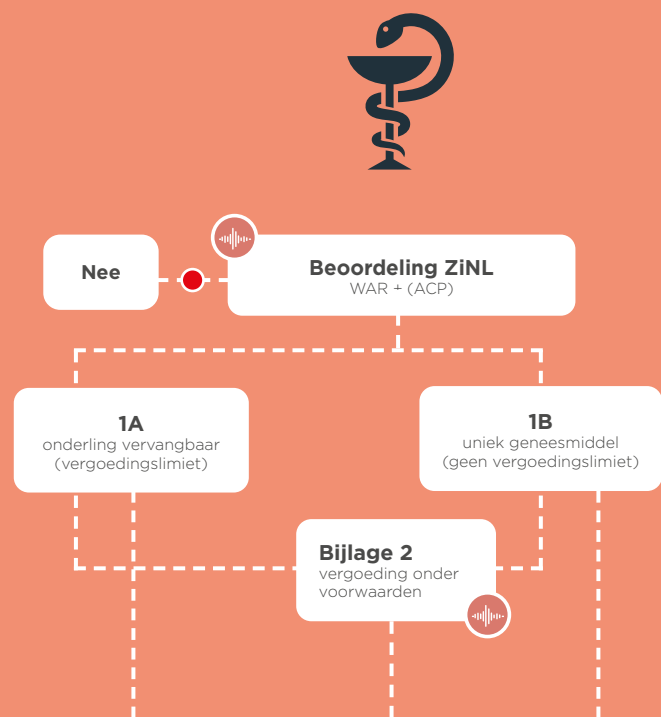 Nee
Beoordeling ZiNL
WAR + (ACP)
1A
onderling vervangbaar
(vergoedingslimiet)
1B
uniek geneesmiddel
(geen vergoedingslimiet)
Bijlage 2
vergoeding onder
voorwaarden